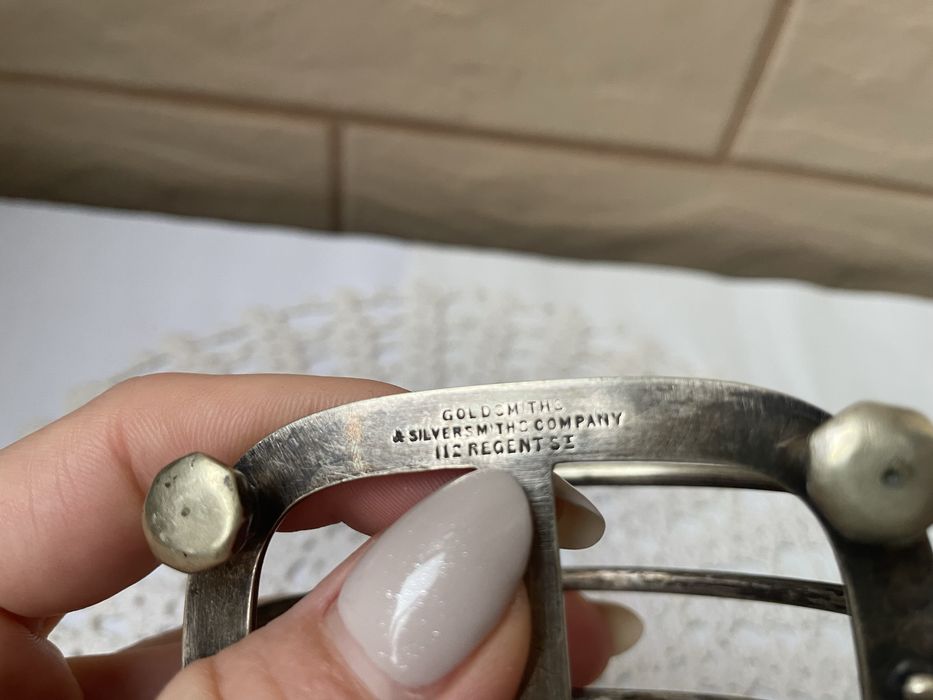 GOLDSMITHS
& SILVERSMITHS COMPANY
112 REGENT ST